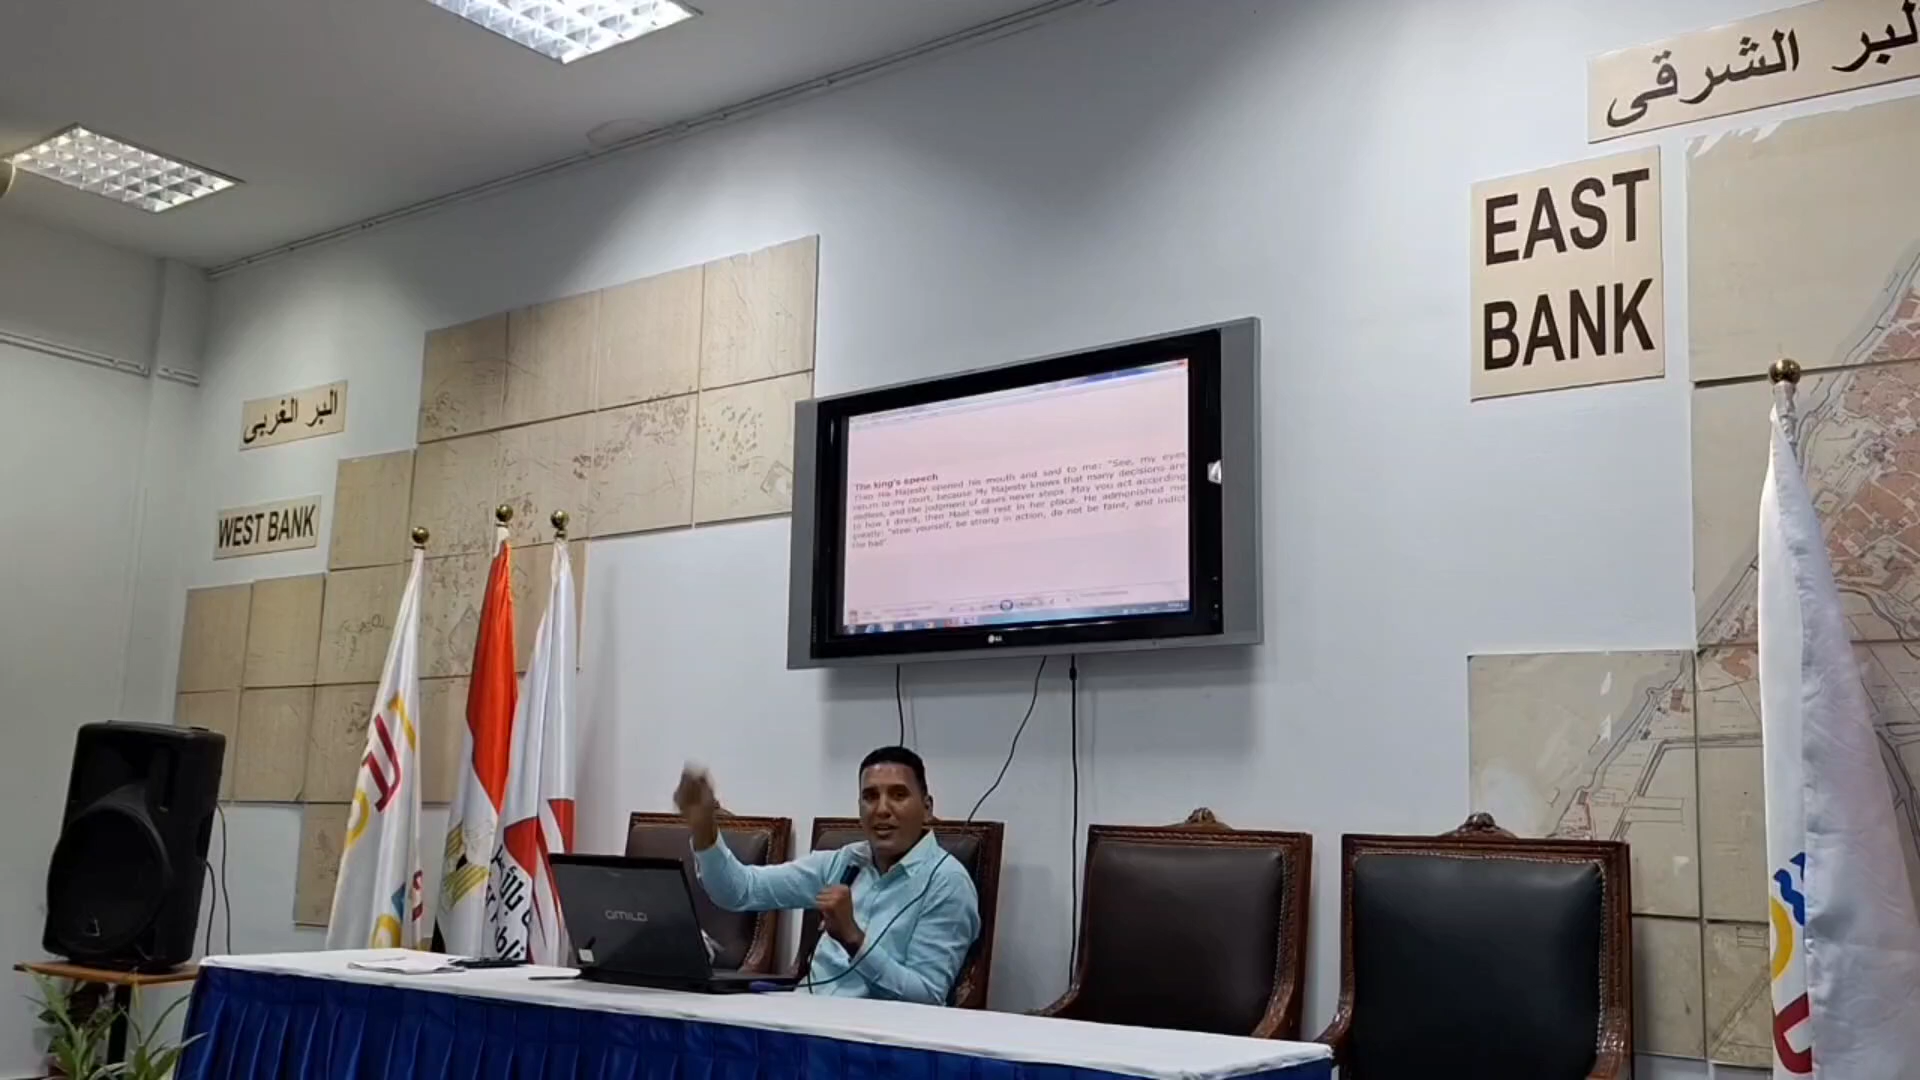 البر الشرقى
EAST
BANK
البر الغربى
WEST BANK
The king's speech
Then His Majesty opened his mouth and said to me: "See, my eyes
return to my court, because My Majesty knows that many decisions are
endless, and the judgment of cases never stops. May you act according
to how I direct, then Maat will rest in her place. He admonished me
greatly: "steel yourself, be strong in action, do not be faint, and indict
the bad"
LG
OMILO